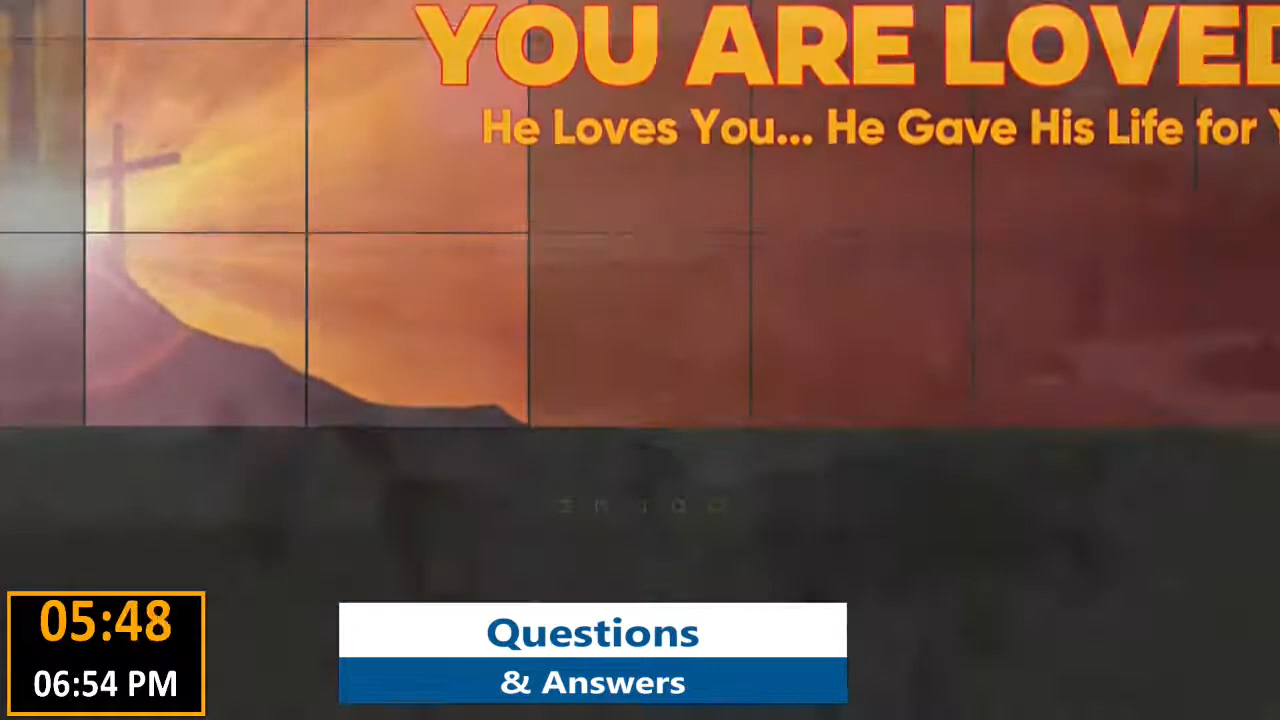 YOU ARE LOVED
He Loves You... He Gave His Life for
Questions
& Answers
05:48
06:54 PM